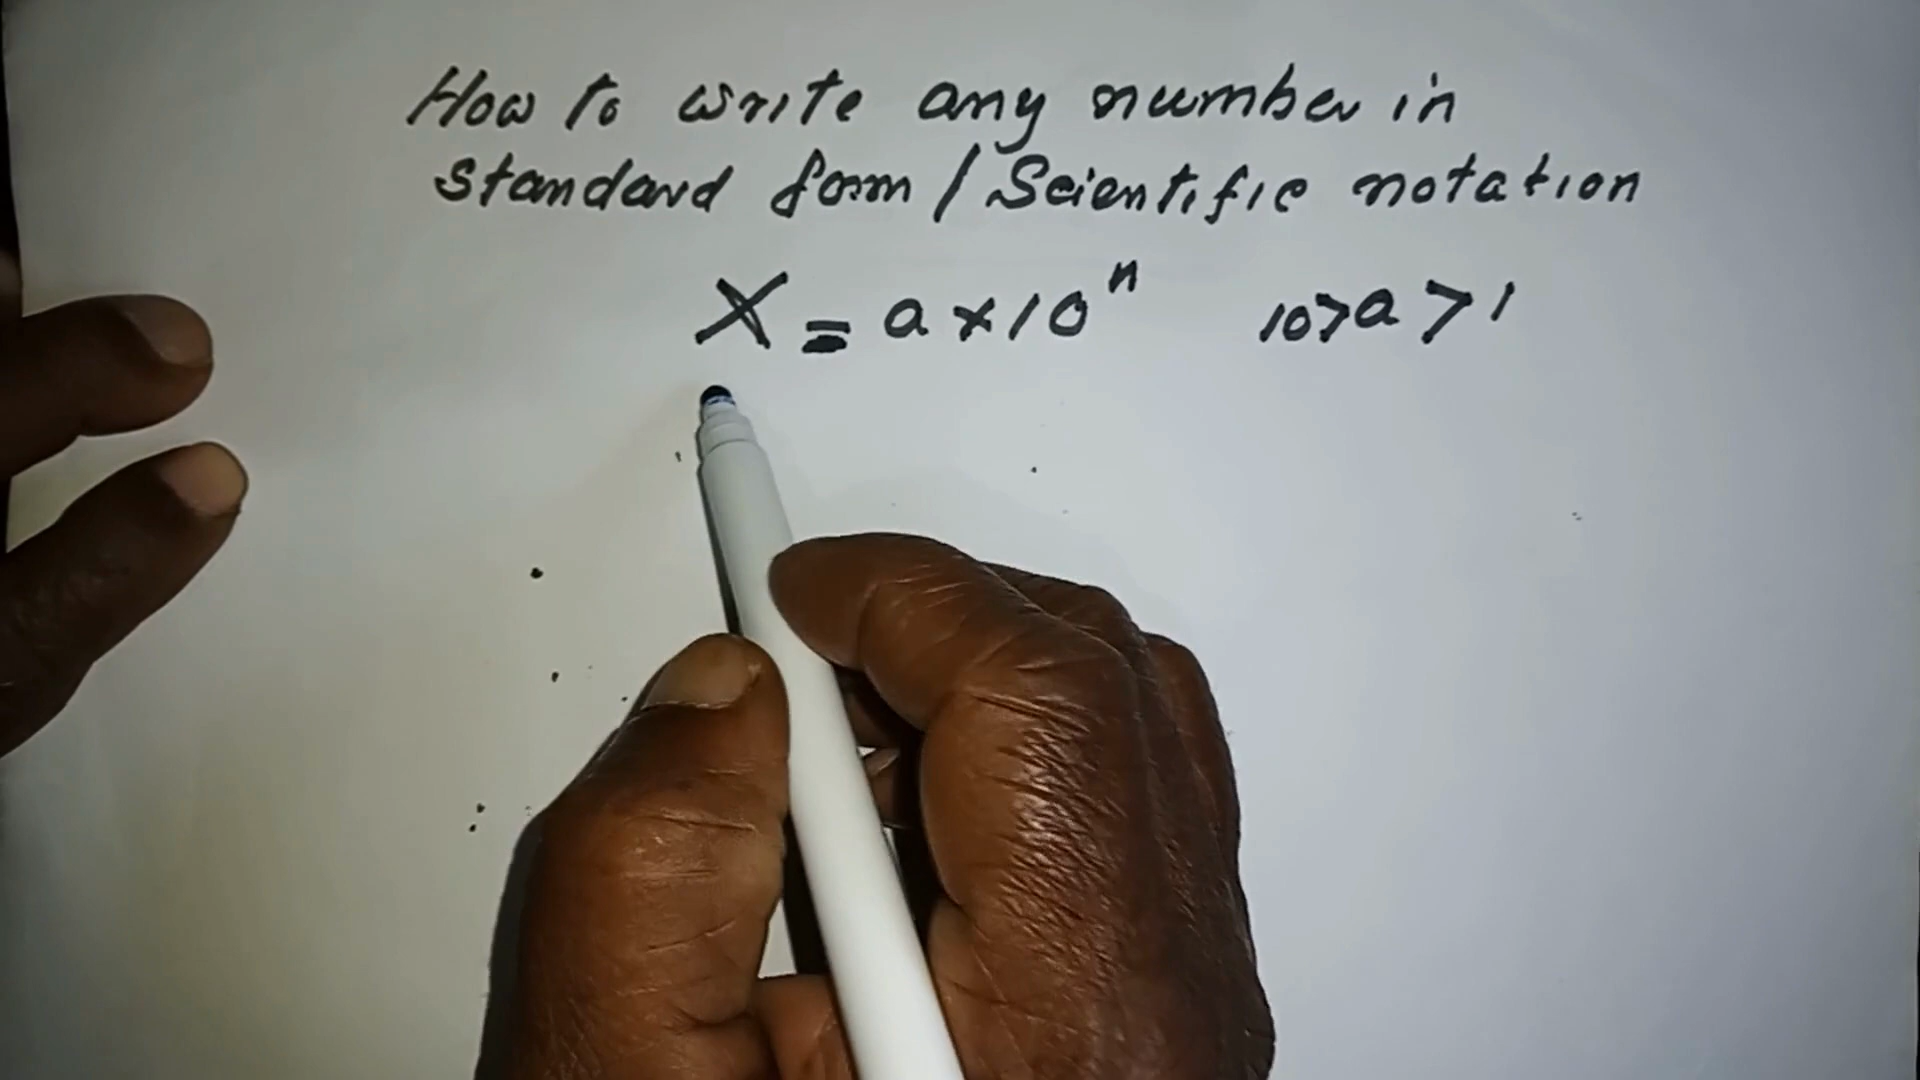 How to write any number in
standard form / Scientific notation
X = a × 10ⁿ 10 > a > 1